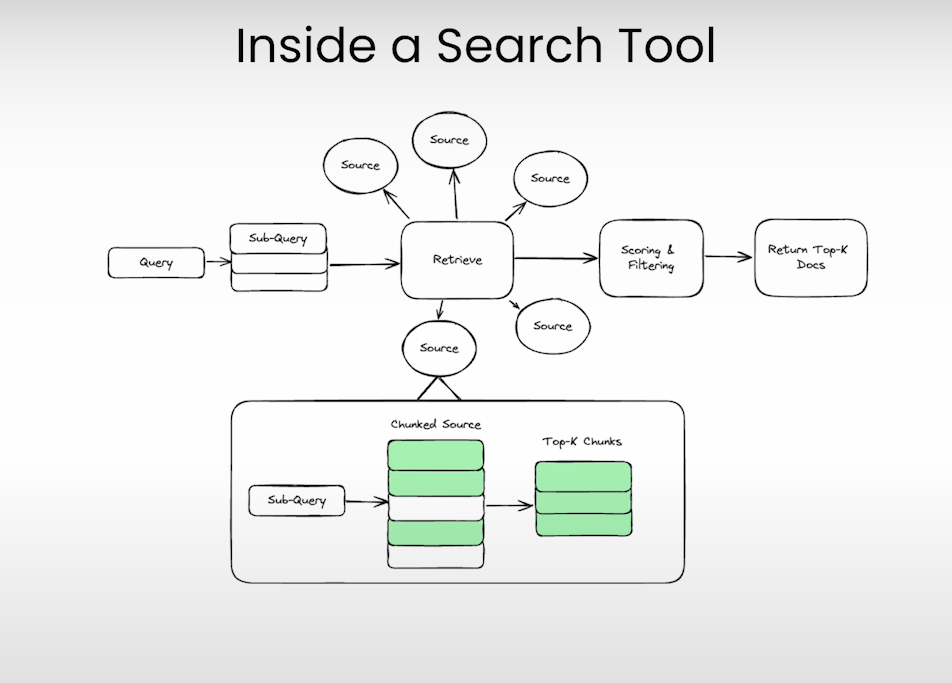 Inside a Search Tool
Source
Source
Source
Query
Sub-Query
Retrieve
Scoring &
Filtering
Return Top-K
Docs
Source
Source
Chunked Source
Top-K Chunks
Sub-Query